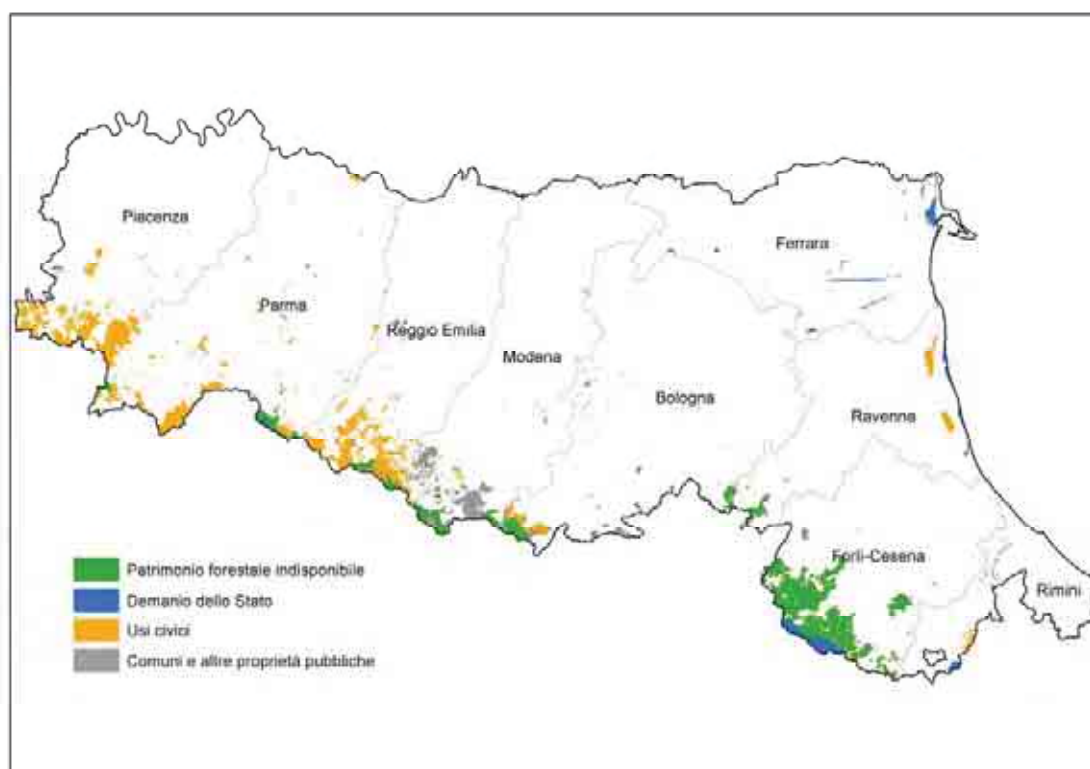 Piacenza
Ferrara
Parma
Reggio Emilia
Modena
Bologna
Ravenna
Forlì-Cesena
Rimini
Patrimonio forestale indisponibile
Demanio dello Stato
Usi civici
Comuni e altre proprietà pubbliche